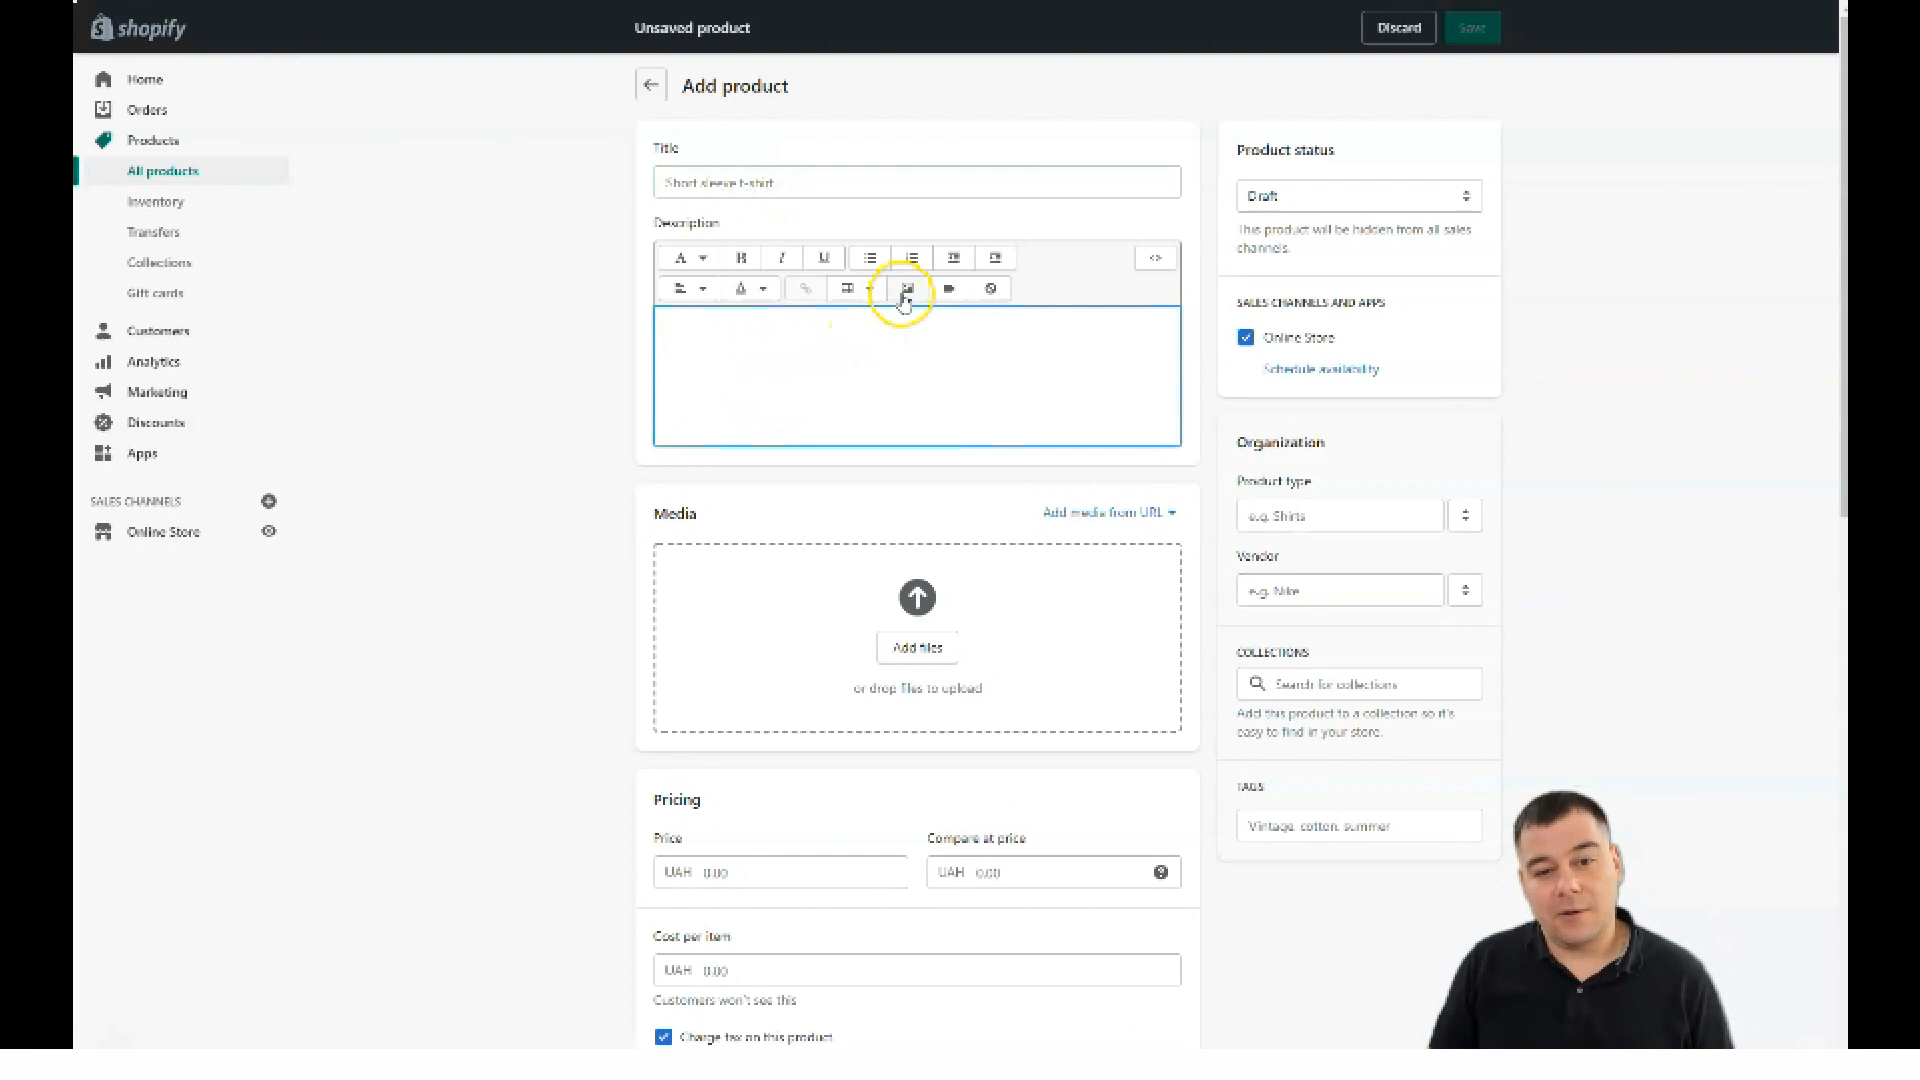 shopify
Unsaved product
Discard
Save
Home
Orders
Products
All products
Inventory
Transfers
Collections
Gift cards
Customers
Analytics
Marketing
Discounts
Apps
SALES CHANNELS
Online Store
Add product
Title
Short sleeve t-shirt
Description
A
B
I
U
A
<>
Media
Add media from URL
Add files
or drop files to upload
Pricing
Price
Compare at price
UAH 0.00
UAH 0.00
Cost per item
UAH 0.00
Customers won't see this
Charge tax on this product
Product status
Draft
This product will be hidden from all sales
channels.
SALES CHANNELS AND APPS
Online Store
Schedule availability
Organization
Product type
e.g. Shirts
Vendor
e.g. Nike
COLLECTIONS
Search for collections
Add this product to a collection so it's
easy to find in your store.
TAGS
Vintage, cotton, summer